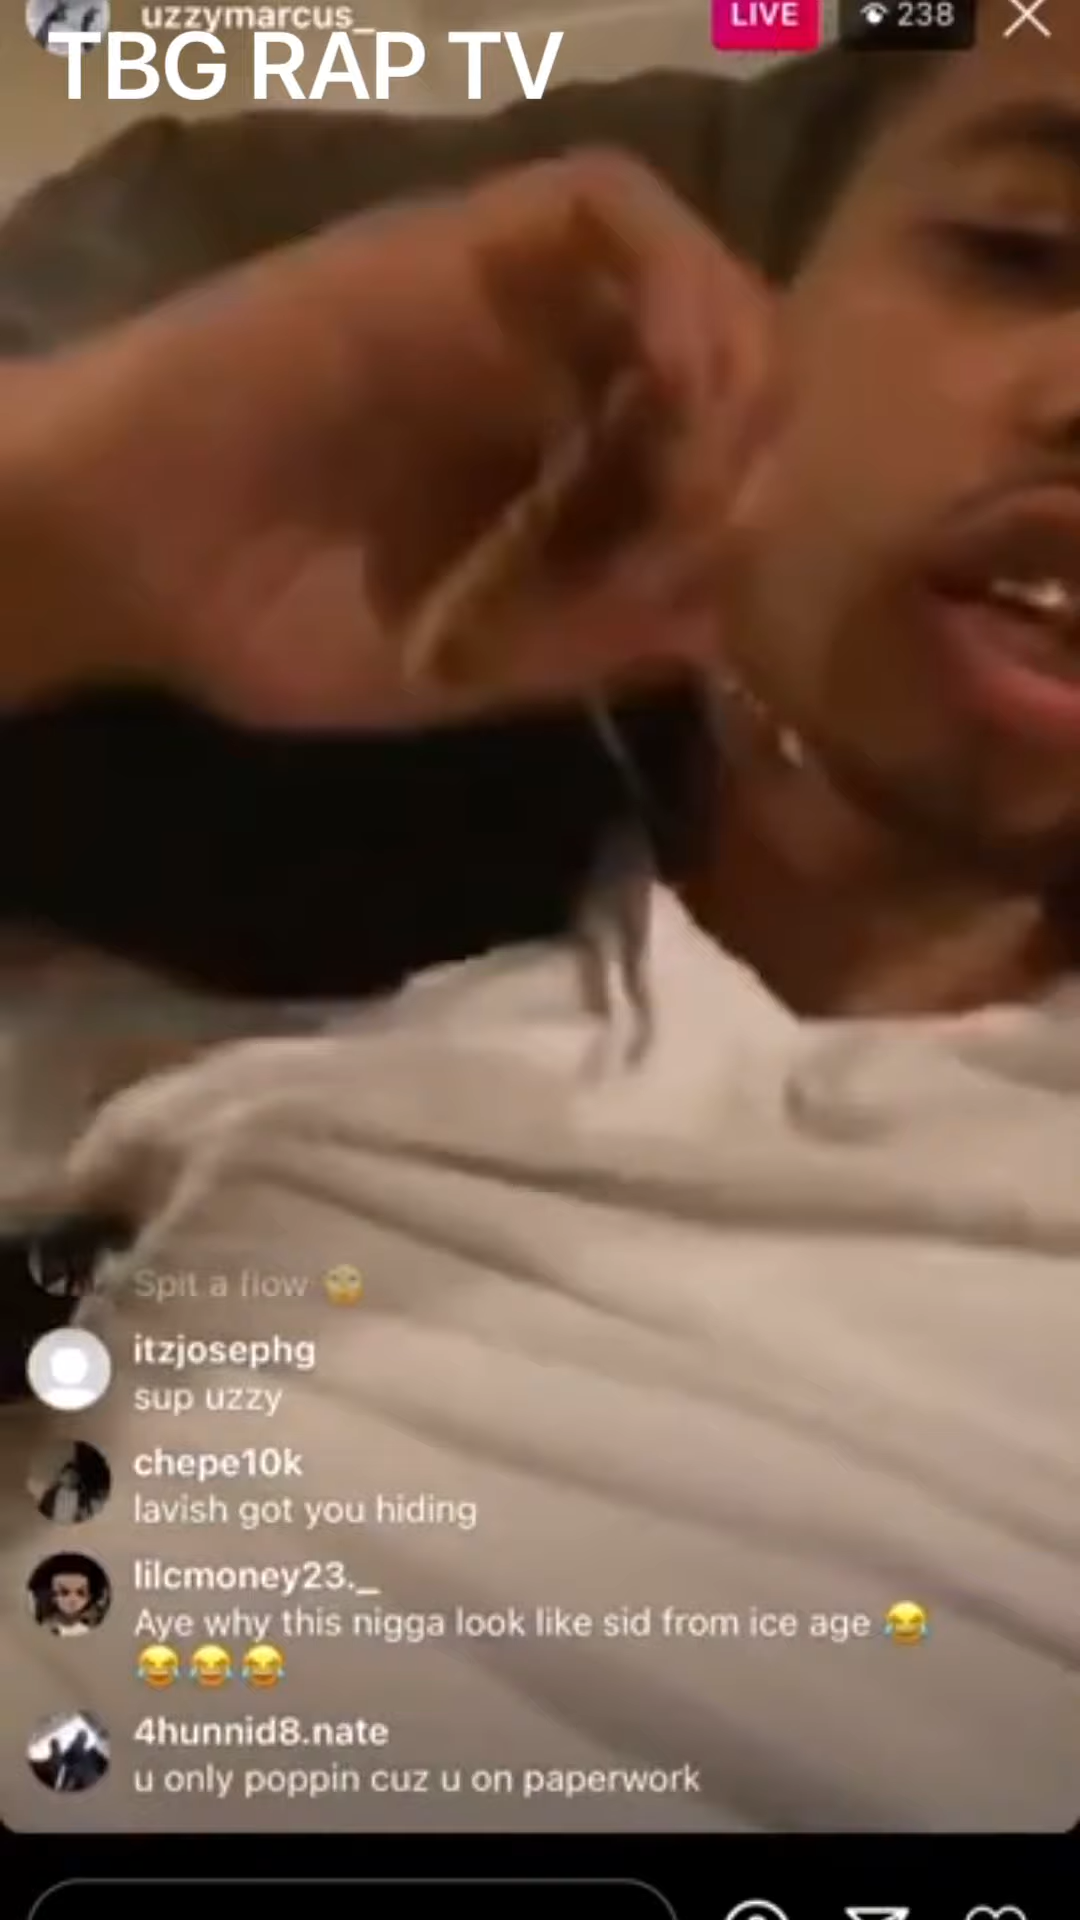 uzzymarcus_
LIVE
238
TBG RAP TV
Spit a flow 🙄
itzjosephg
sup uzzy
chepe10k
lavish got you hiding
lilcmoney23._
Aye why this nigga look like sid from ice age 😂
😂😂😂
4hunnid8.nate
u only poppin cuz u on paperwork